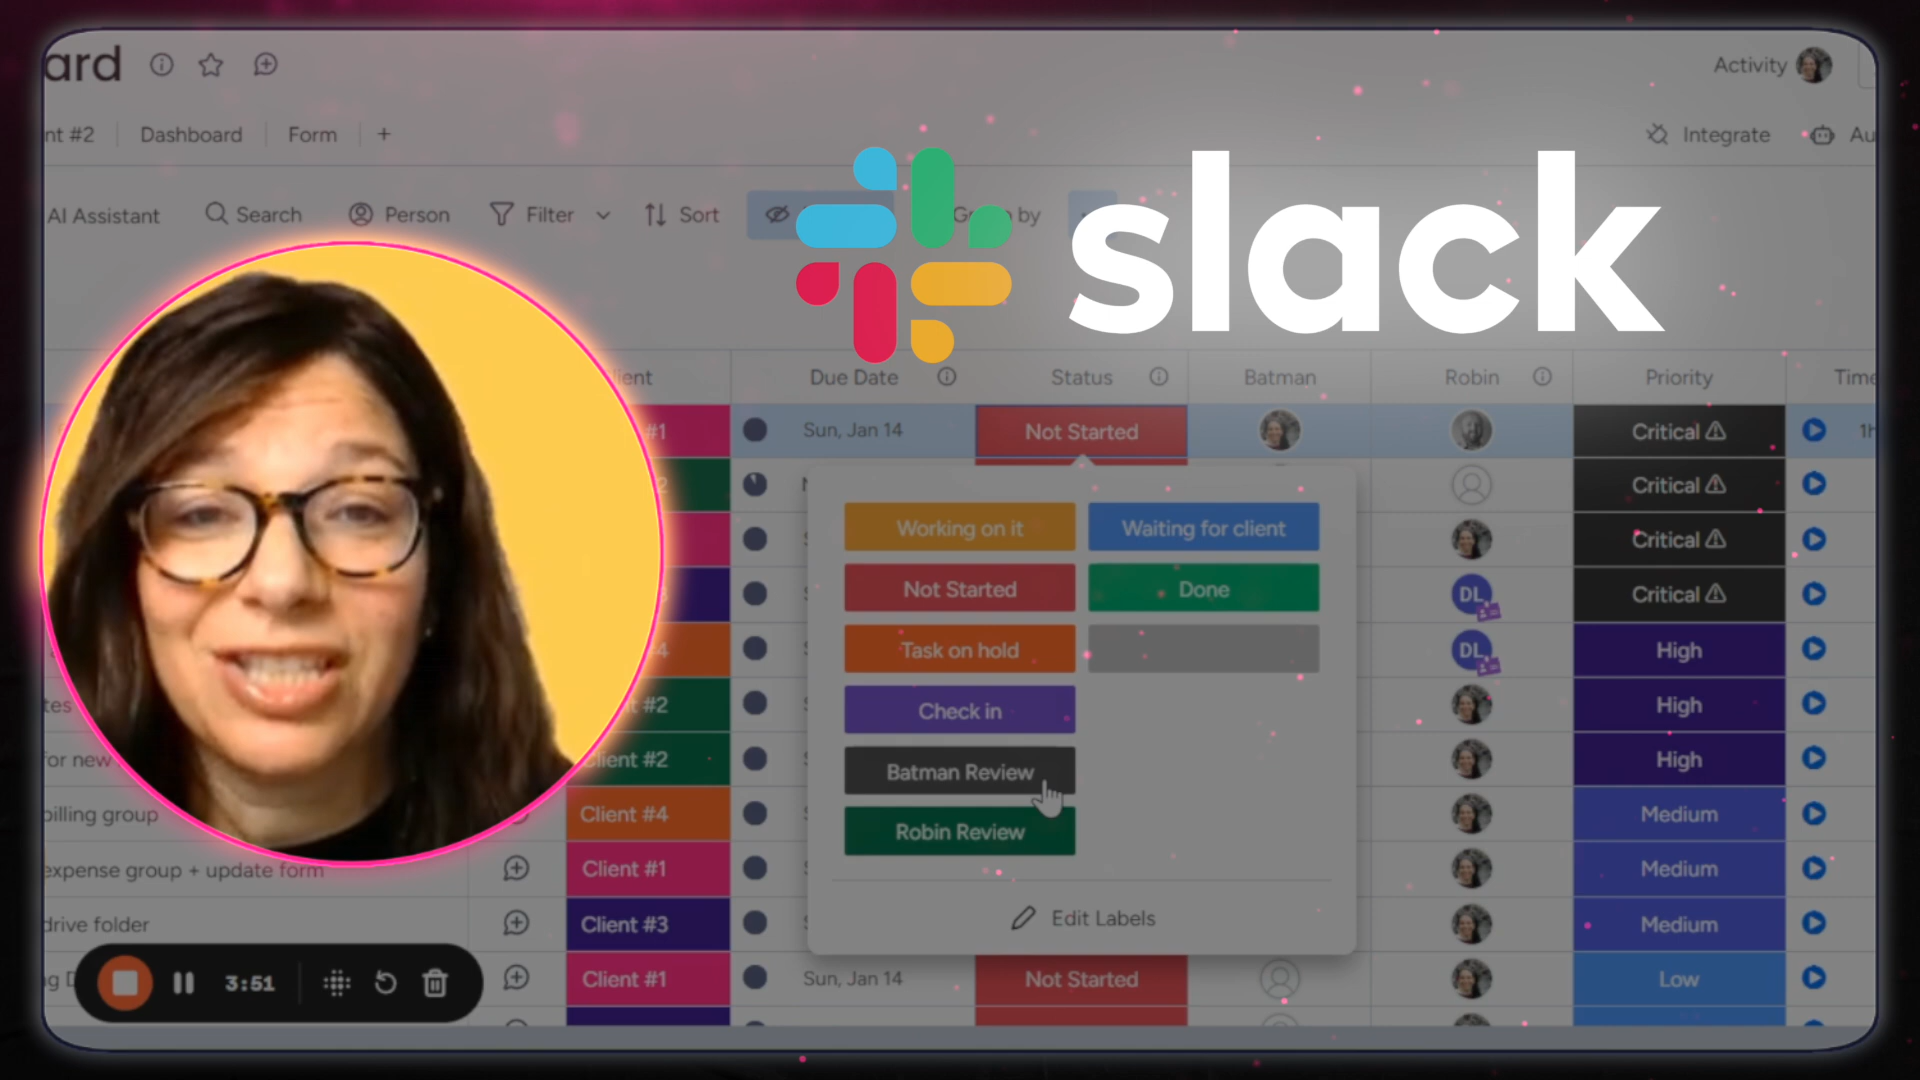 ard
Activity
nt #2
Dashboard
Form
+
Integrate
Au
AI Assistant
Search
Person
Filter
Sort
by
slack
ient
Due Date
Status
Batman
Robin
Priority
Time
#1
Sun, Jan 14
Not Started
Critical
1h
Critical
Critical
DL
Critical
DL
High
#2
High
for new
Client #2
High
billing group
Client #4
Medium
expense group + update form
Client #1
Medium
drive folder
Client #3
Medium
Client #1
Sun, Jan 14
Not Started
Low
Working on it
Waiting for client
Not Started
Done
Task on hold
Check in
Batman Review
Robin Review
Edit Labels
3:51